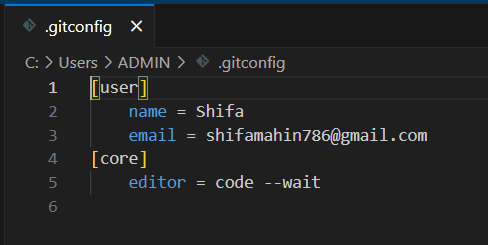 .gitconfig
C: > Users > ADMIN > .gitconfig
1 [user]
2 name = Shifa
3 email = shifamahin786@gmail.com
4 [core]
5 editor = code --wait
6